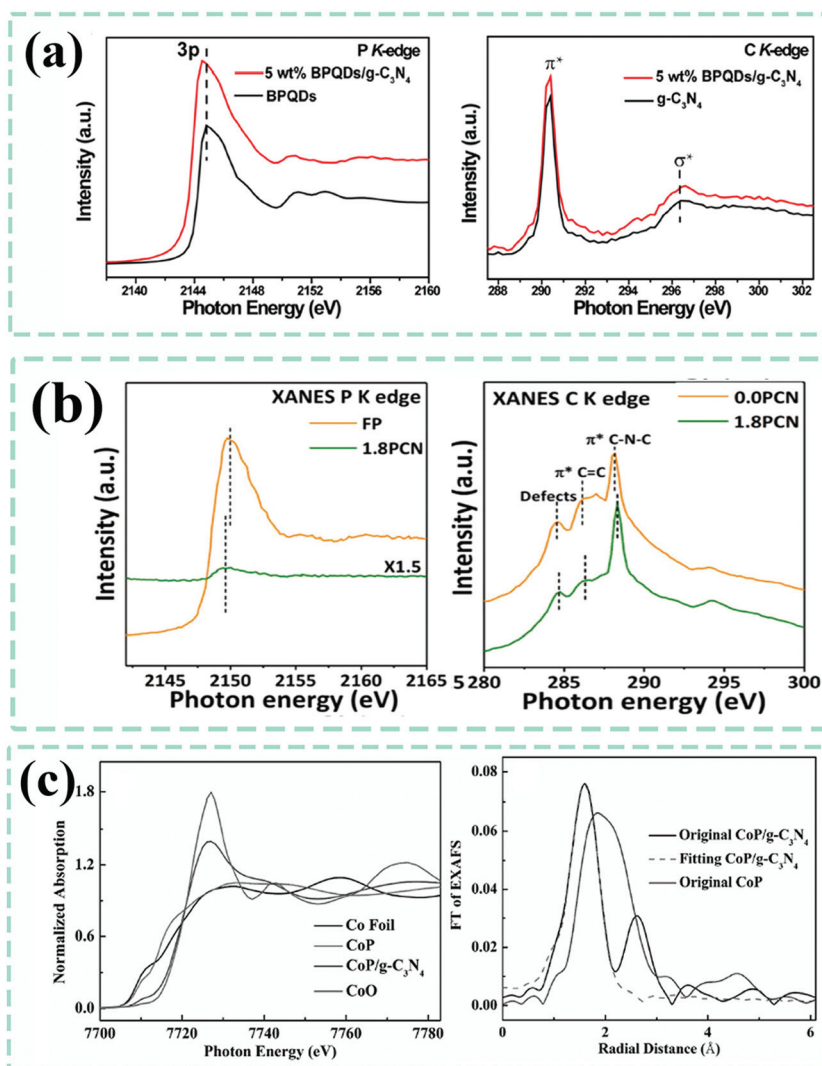 (a)
P K-edge
3p
5 wt% BPQDs/g-C₃N₄
BPQDs
Intensity (a.u.)
2140 2144 2148 2152 2156 2160
Photon Energy (eV)
C K-edge
π*
5 wt% BPQDs/g-C₃N₄
g-C₃N₄
σ*
Intensity (a.u.)
288 290 292 294 296 298 300 302
Photon Energy (eV)
(b)
XANES P K edge
FP
1.8PCN
X1.5
Intensity (a.u.)
2145 2150 2155 2160 2165
Photon energy (eV)
XANES C K edge
0.0PCN
1.8PCN
π* C-N-C
π* C=C
Defects
Intensity (a.u.)
5 280 285 290 295 300
Photon energy (eV)
(c)
Normalized Absorption
1.8
1.2
0.6
0.0
Co Foil
CoP
CoP/g-C₃N₄
CoO
7700 7720 7740 7760 7780
Photon Energy (eV)
FT of EXAFS
0.08
0.06
0.04
0.02
0.00
Original CoP/g-C₃N₄
Fitting CoP/g-C₃N₄
Original CoP
0 2 4 6
Radial Distance (Å)